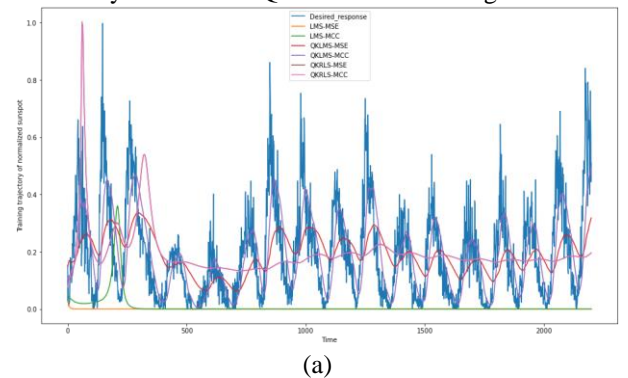 Desired_response
LMS-MSE
LMS-MCC
QKLMS-MSE
QKLMS-MCC
QKRLS-MSE
QKRLS-MCC
Training trajectory of normalized sunspot
1.0
0.8
0.6
0.4
0.2
0.0
0
500
1000
1500
2000
Time
(a)